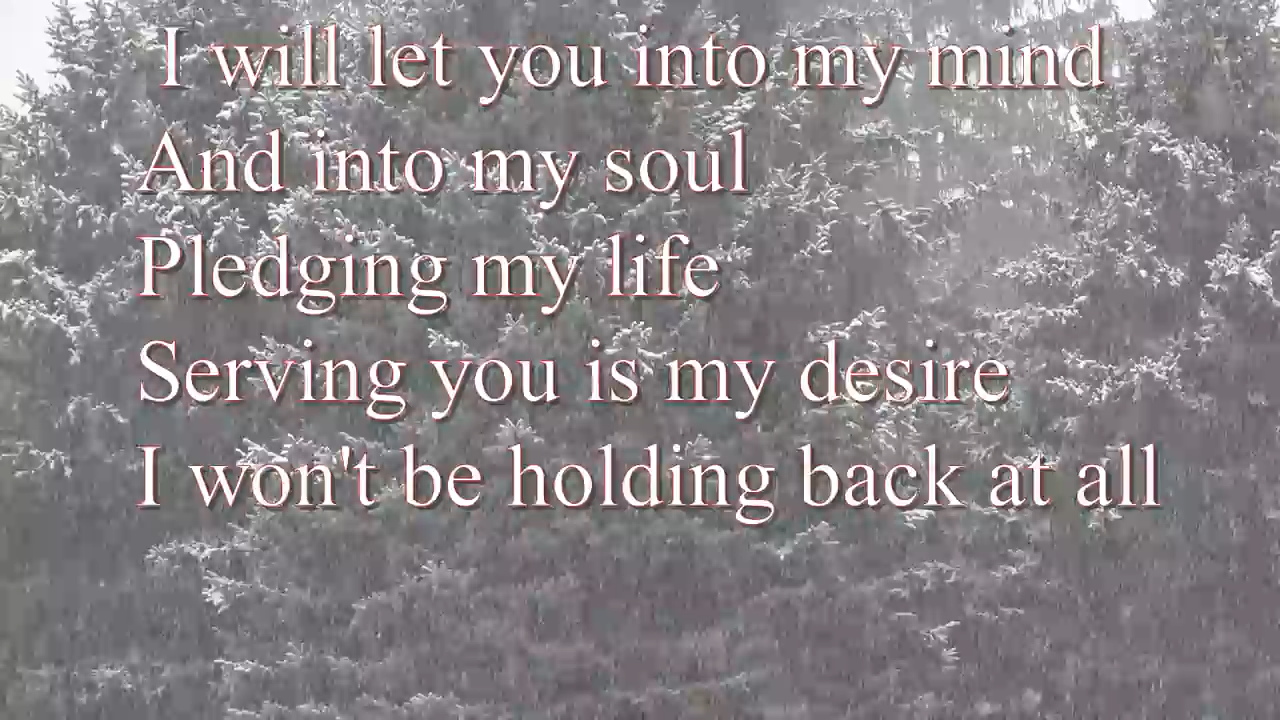 I will let you into my mind
And into my soul
Pledging my life
Serving you is my desire
I won't be holding back at all